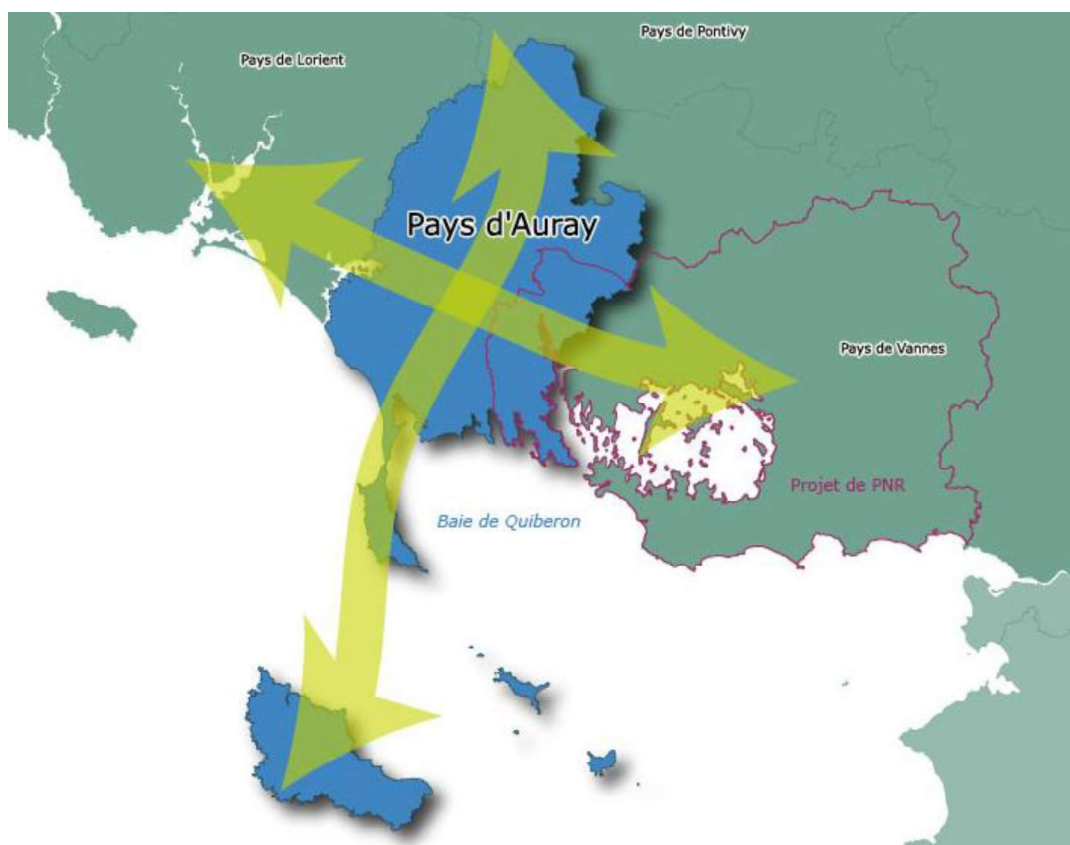 Pays de Pontivy
Pays de Lorient
Pays d'Auray
Pays de Vannes
Projet de PNR
Baie de Quiberon